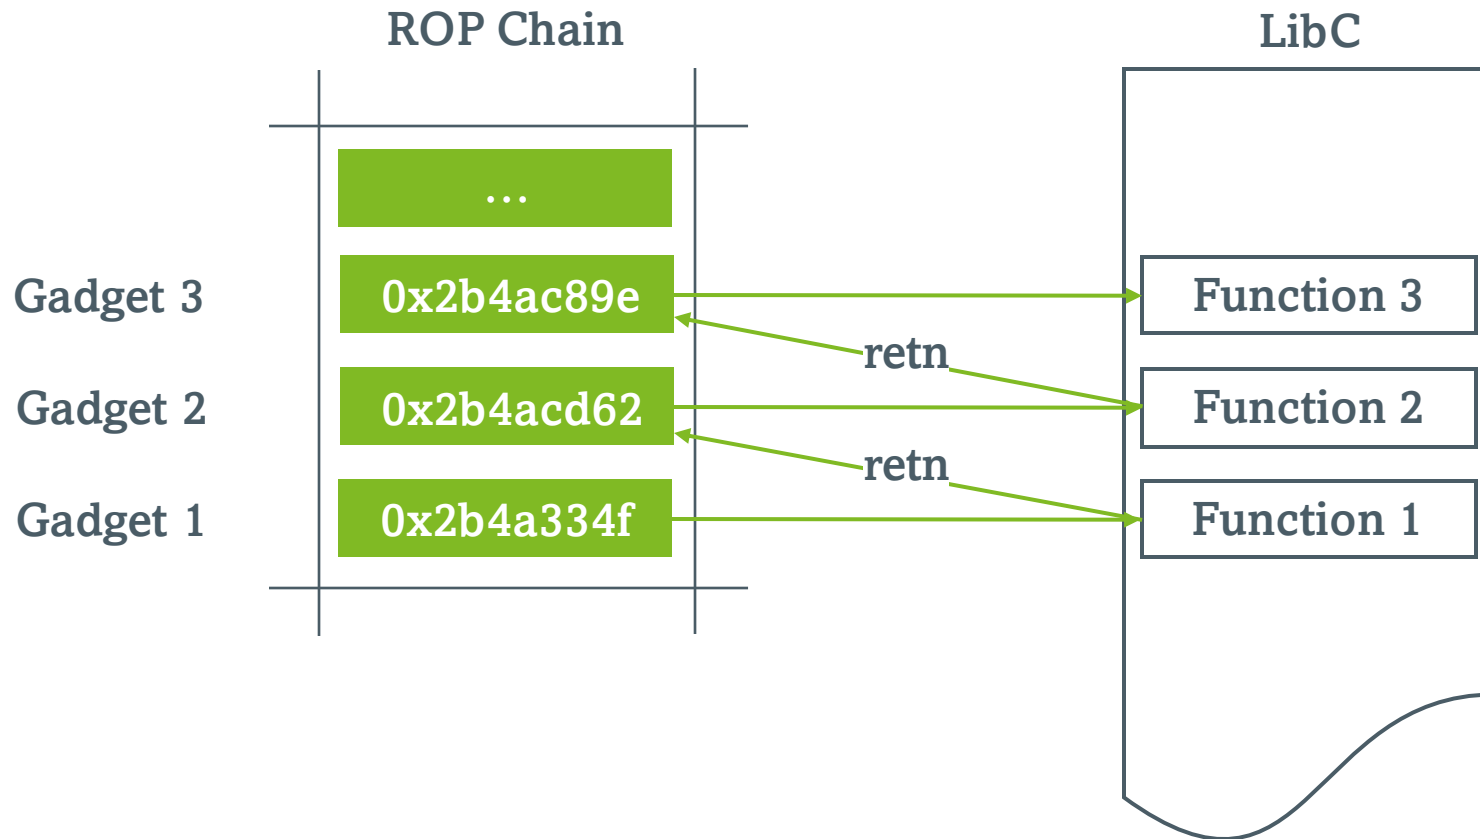 ROP Chain
LibC
...
Gadget 3
0x2b4ac89e
Function 3
retn
Gadget 2
0x2b4acd62
Function 2
retn
Gadget 1
0x2b4a334f
Function 1